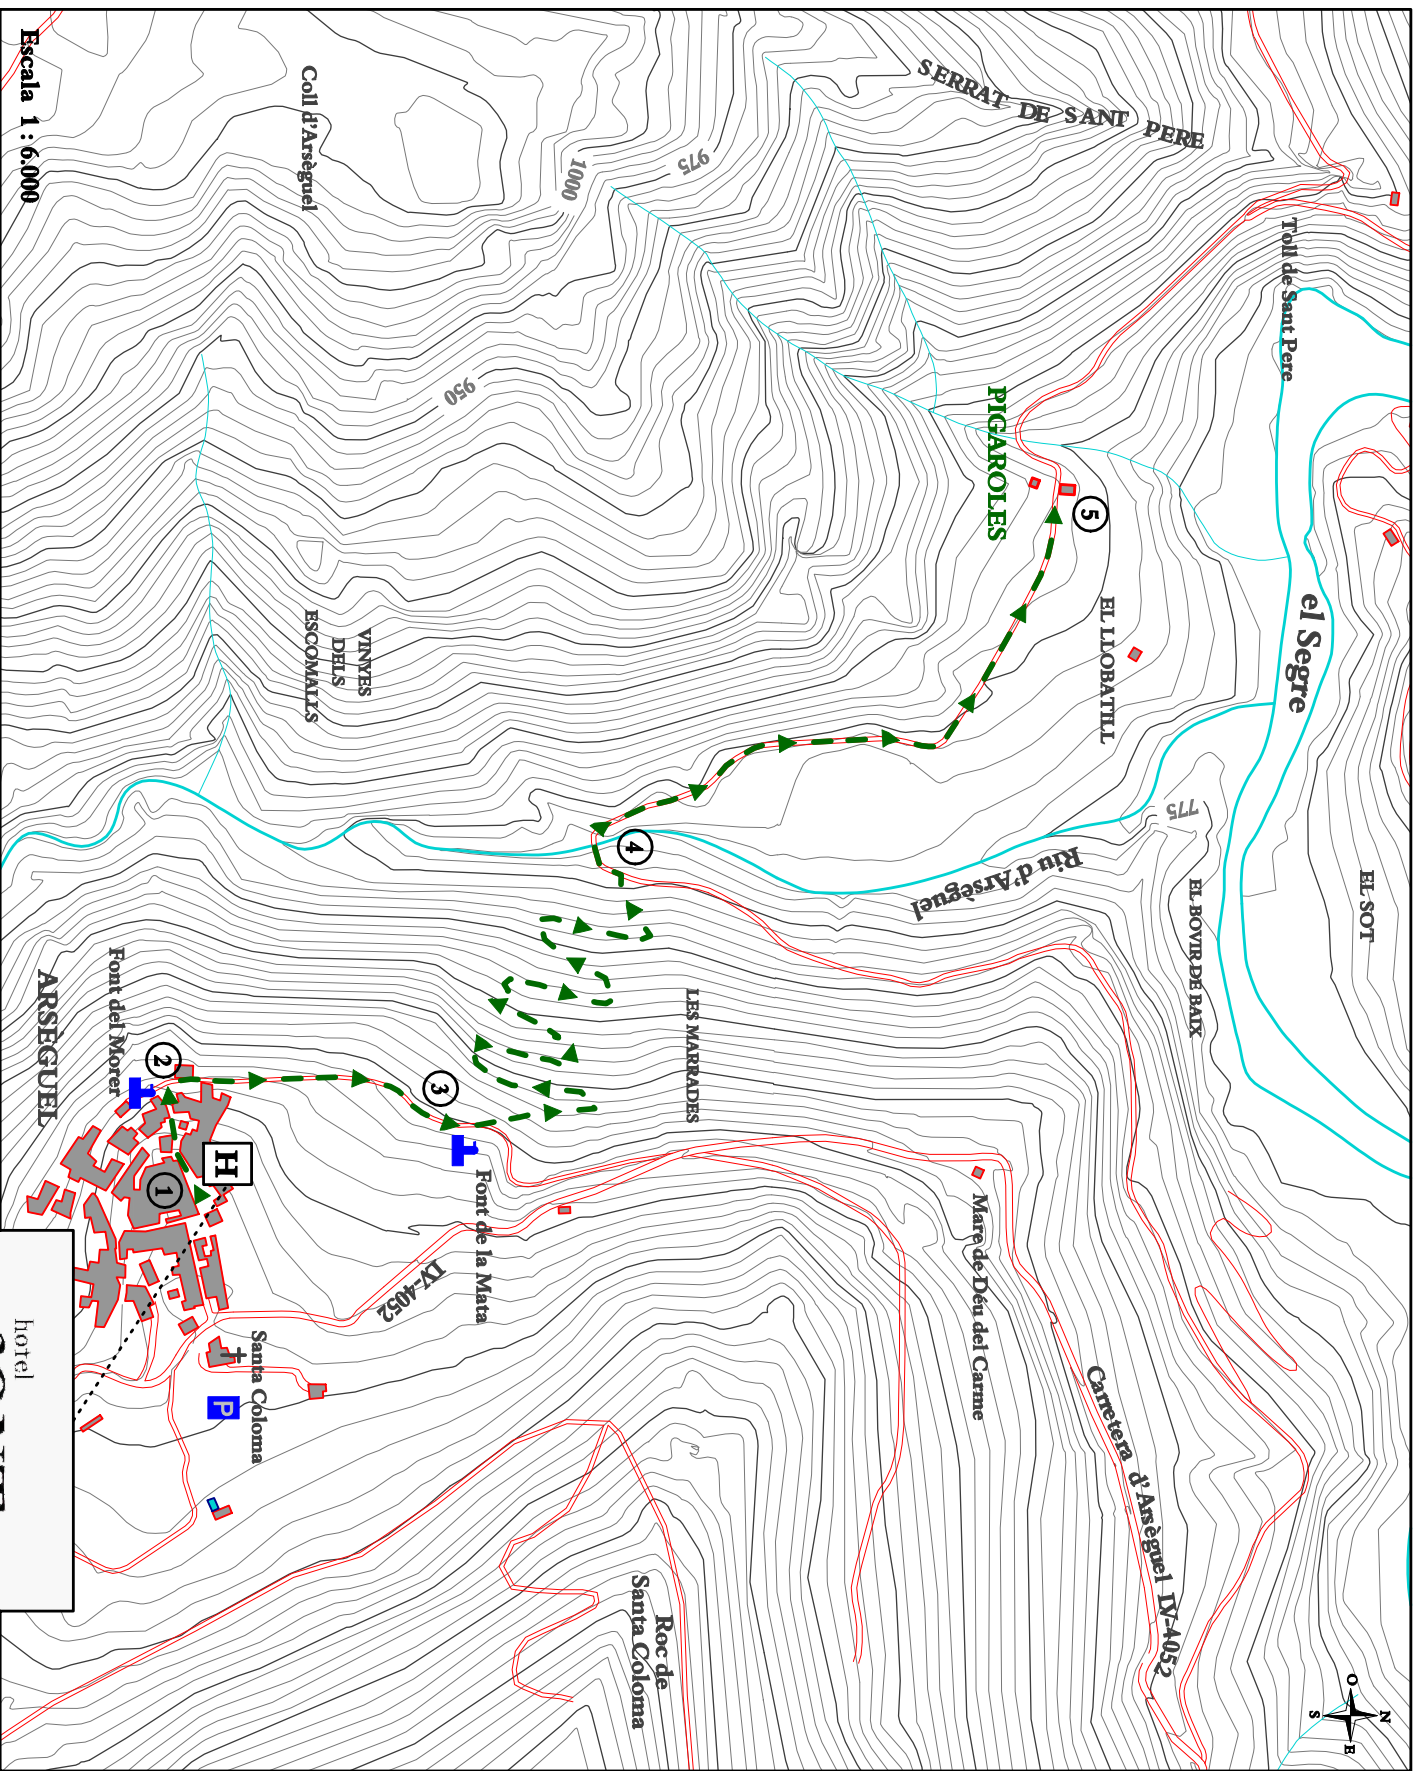 SERRAT DE SANT PERE
Toll de Sant Pere
el Segre
EL SOT
Coll d'Arsèguel
1000
975
950
PIGAROLES
5
EL LLOBATILL
775
EL BOVIR DE BAIX
Riu d'Arsèguel
VINYES
DELS
ESCOMALLS
4
LES MARRADES
3
2
1
H
Font del Morer
ARSÈGUEL
Font de la Mata
LV-4052
Mare de Déu del Carme
Carretera d'Arsèguel LV-4052
Santa Coloma
P
Roc de
Santa Coloma
N
S
E
O
Escala 1:6.000
hotel